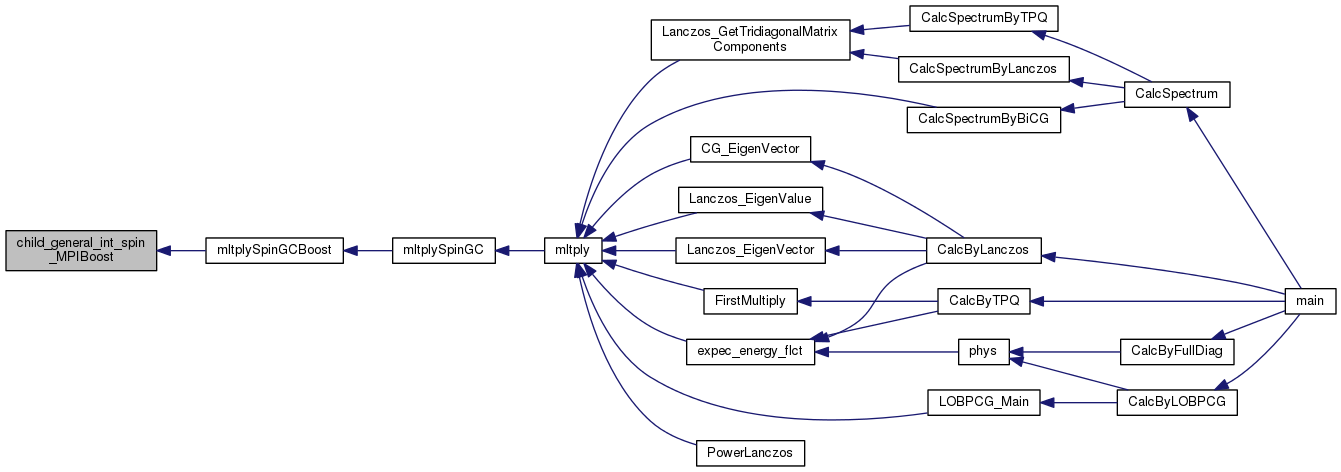 child_general_int_spin
_MPIBoost
mltplySpinGCBoost
mltplySpinGC
mltply
Lanczos_GetTridiagonalMatrix
Components
CalcSpectrumByTPQ
CalcSpectrumByLanczos
CalcSpectrum
CalcSpectrumByBiCG
CG_EigenVector
Lanczos_EigenValue
Lanczos_EigenVector
CalcByLanczos
FirstMultiply
CalcByTPQ
main
expec_energy_flct
phys
CalcByFullDiag
LOBPCG_Main
CalcByLOBPCG
PowerLanczos